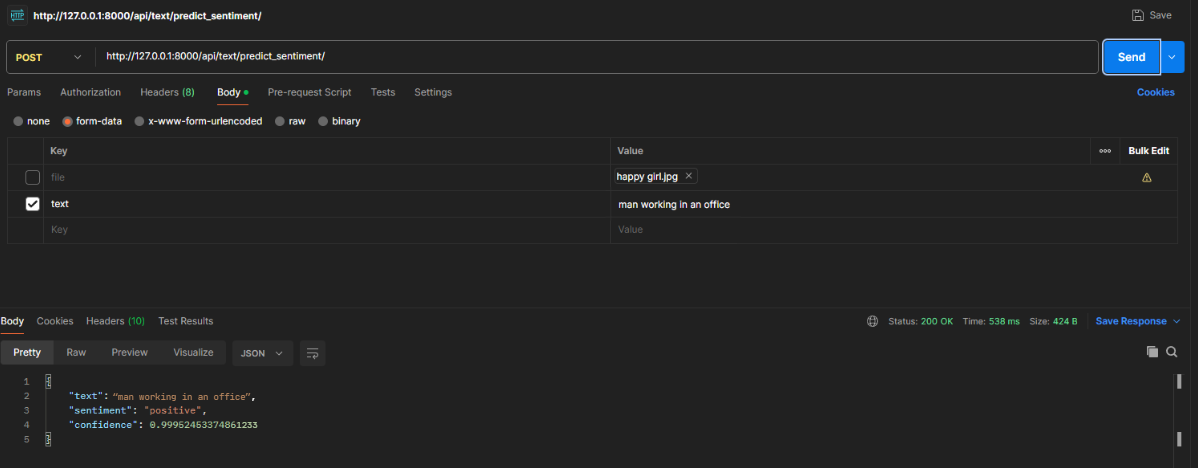 HTTP http://127.0.0.1:8000/api/text/predict_sentiment/ Save
POST http://127.0.0.1:8000/api/text/predict_sentiment/ Send
Params Authorization Headers (8) Body Pre-request Script Tests Settings Cookies
none form-data x-www-form-urlencoded raw binary
Key Value Bulk Edit
file happy girl.jpg
text man working in an office
Key Value
Body Cookies Headers (10) Test Results Status: 200 OK Time: 538 ms Size: 424 B Save Response
Pretty Raw Preview Visualize JSON
1 {
2 "text": “man working in an office”,
3 "sentiment": "positive",
4 "confidence": 0.99952453374861233
5 }